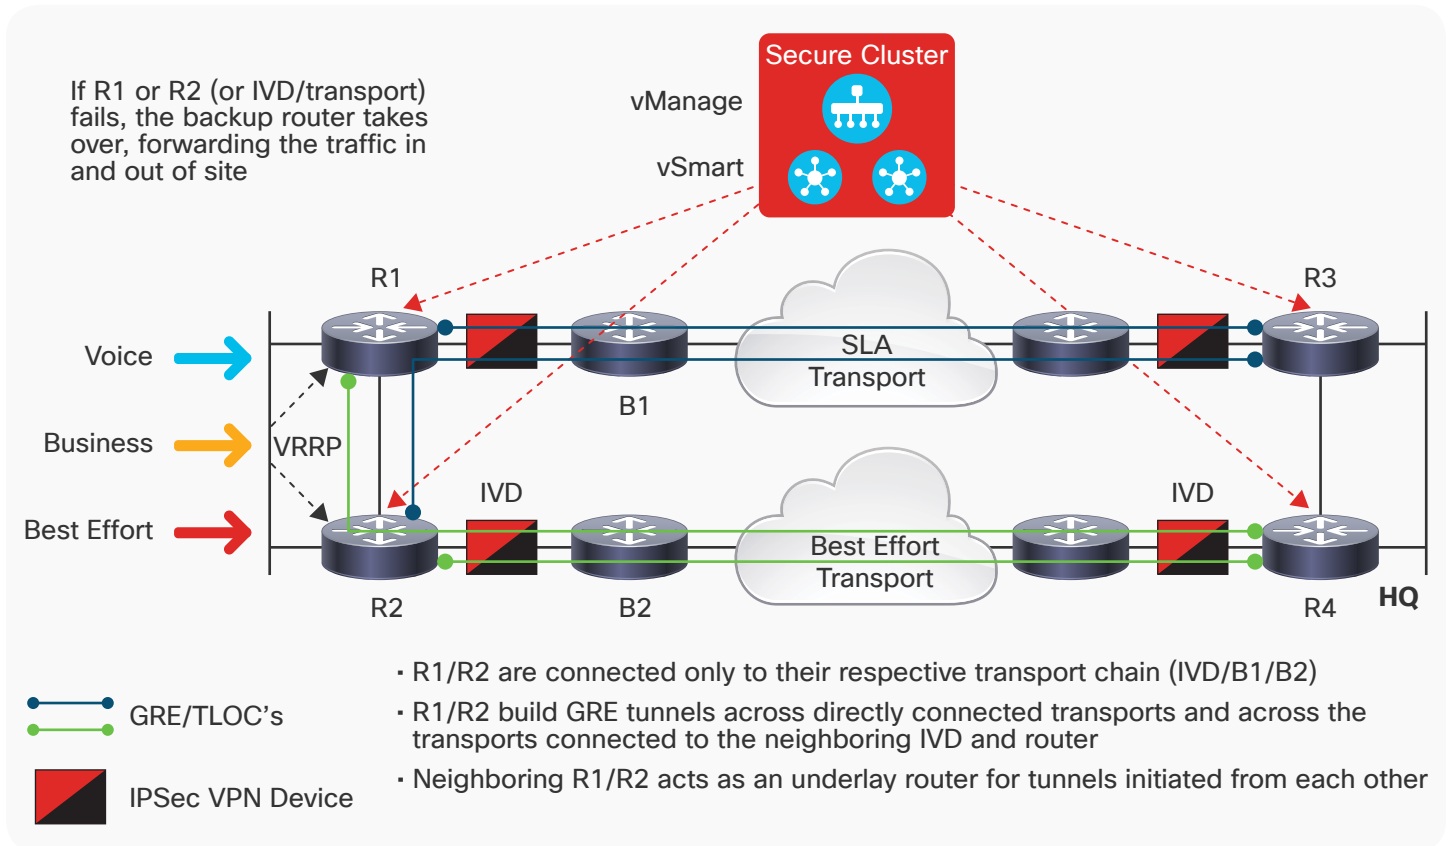 If R1 or R2 (or IVD/transport)
fails, the backup router takes
over, forwarding the traffic in
and out of site
Secure Cluster
vManage
vSmart
R1
R3
Voice
SLA
Transport
B1
Business
VRRP
IVD
IVD
Best Effort
Best Effort
Transport
R2
B2
R4
HQ
· R1/R2 are connected only to their respective transport chain (IVD/B1/B2)
· R1/R2 build GRE tunnels across directly connected transports and across the
transports connected to the neighboring IVD and router
· Neighboring R1/R2 acts as an underlay router for tunnels initiated from each other
GRE/TLOC's
IPSec VPN Device